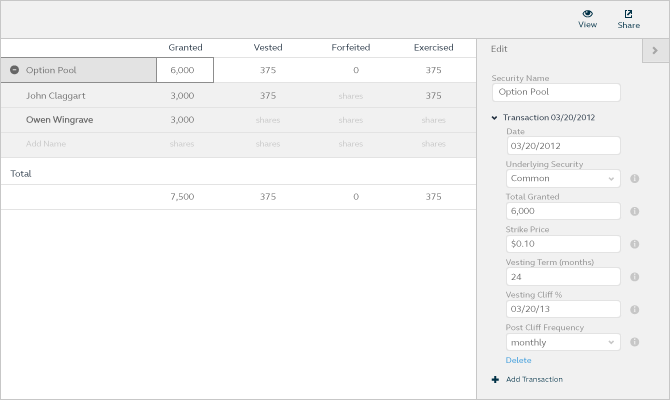 View Share
Granted Vested Forfeited Exercised
Option Pool 6,000 375 0 375
John Claggart 3,000 375 shares 375
Owen Wingrave 3,000 shares shares shares
Add Name shares shares shares shares
Total
7,500 375 0 375
Edit
Security Name
Option Pool
Transaction 03/20/2012
Date
03/20/2012
Underlying Security
Common
Total Granted
6,000
Strike Price
$0.10
Vesting Term (months)
24
Vesting Cliff %
03/20/13
Post Cliff Frequency
monthly
Delete
Add Transaction